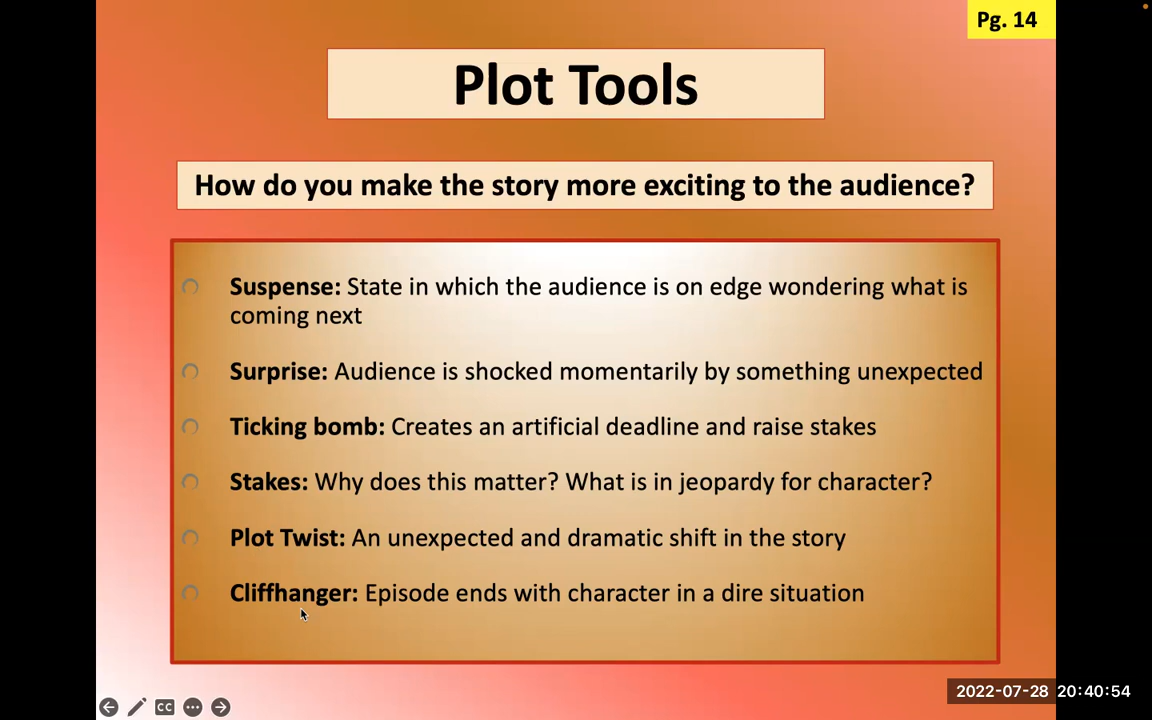 Pg. 14
Plot Tools
How do you make the story more exciting to the audience?
Suspense: State in which the audience is on edge wondering what is
coming next
Surprise: Audience is shocked momentarily by something unexpected
Ticking bomb: Creates an artificial deadline and raise stakes
Stakes: Why does this matter? What is in jeopardy for character?
Plot Twist: An unexpected and dramatic shift in the story
Cliffhanger: Episode ends with character in a dire situation
CC
2022-07-28 20:40:54